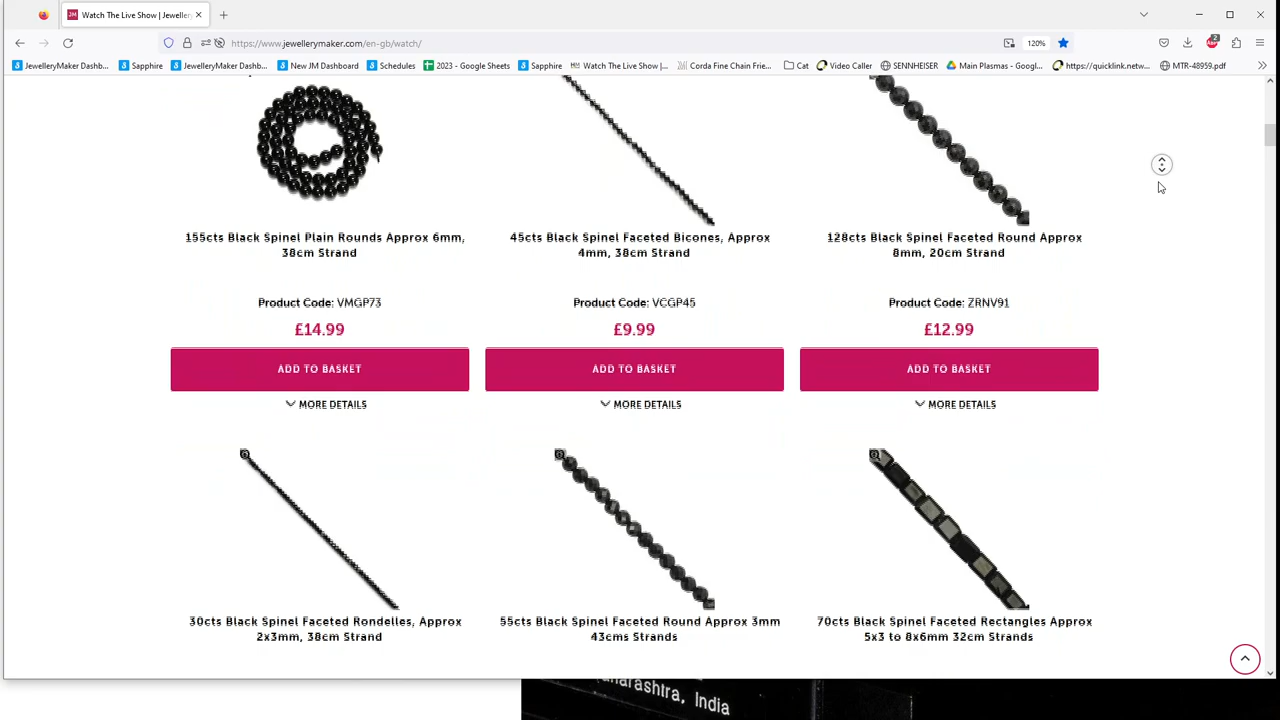 Watch The Live Show | Jeweller
https://www.jewellerymaker.com/en-gb/watch/
120%
2
JewelleryMaker Dashb...
Sapphire
JewelleryMaker Dashb...
New JM Dashboard
Schedules
2023 - Google Sheets
Sapphire
Watch The Live Show |...
Corda Fine Chain Frie...
Cat
Video Caller
SENNHEISER
Main Plasmas - Googl...
https://quicklink.netw...
MTR-48959.pdf
155cts Black Spinel Plain Rounds Approx 6mm,
38cm Strand
Product Code: VMGP73
£14.99
ADD TO BASKET
MORE DETAILS
45cts Black Spinel Faceted Bicones, Approx
4mm, 38cm Strand
Product Code: VCGP45
£9.99
ADD TO BASKET
MORE DETAILS
128cts Black Spinel Faceted Round Approx
8mm, 20cm Strand
Product Code: ZRNV91
£12.99
ADD TO BASKET
MORE DETAILS
30cts Black Spinel Faceted Rondelles, Approx
2x3mm, 38cm Strand
55cts Black Spinel Faceted Round Approx 3mm
43cms Strands
70cts Black Spinel Faceted Rectangles Approx
5x3 to 8x6mm 32cm Strands
India